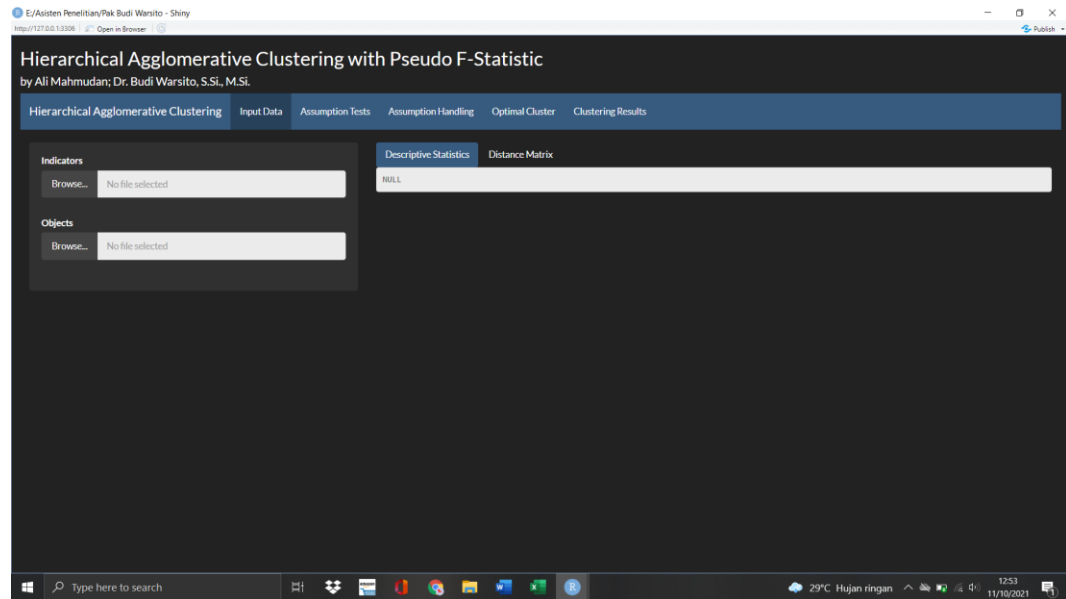 E:/Asisten Penelitian/Pak Budi Warsito - Shiny
http://127.0.0.1:3306 Open in Browser Publish
Hierarchical Agglomerative Clustering with Pseudo F-Statistic
by Ali Mahmudan; Dr. Budi Warsito, S.Si., M.Si.
Hierarchical Agglomerative Clustering Input Data Assumption Tests Assumption Handling Optimal Cluster Clustering Results
Indicators
Browse... No file selected
Objects
Browse... No file selected
Descriptive Statistics Distance Matrix
NULL
Type here to search
29°C Hujan ringan
12:53
11/10/2021